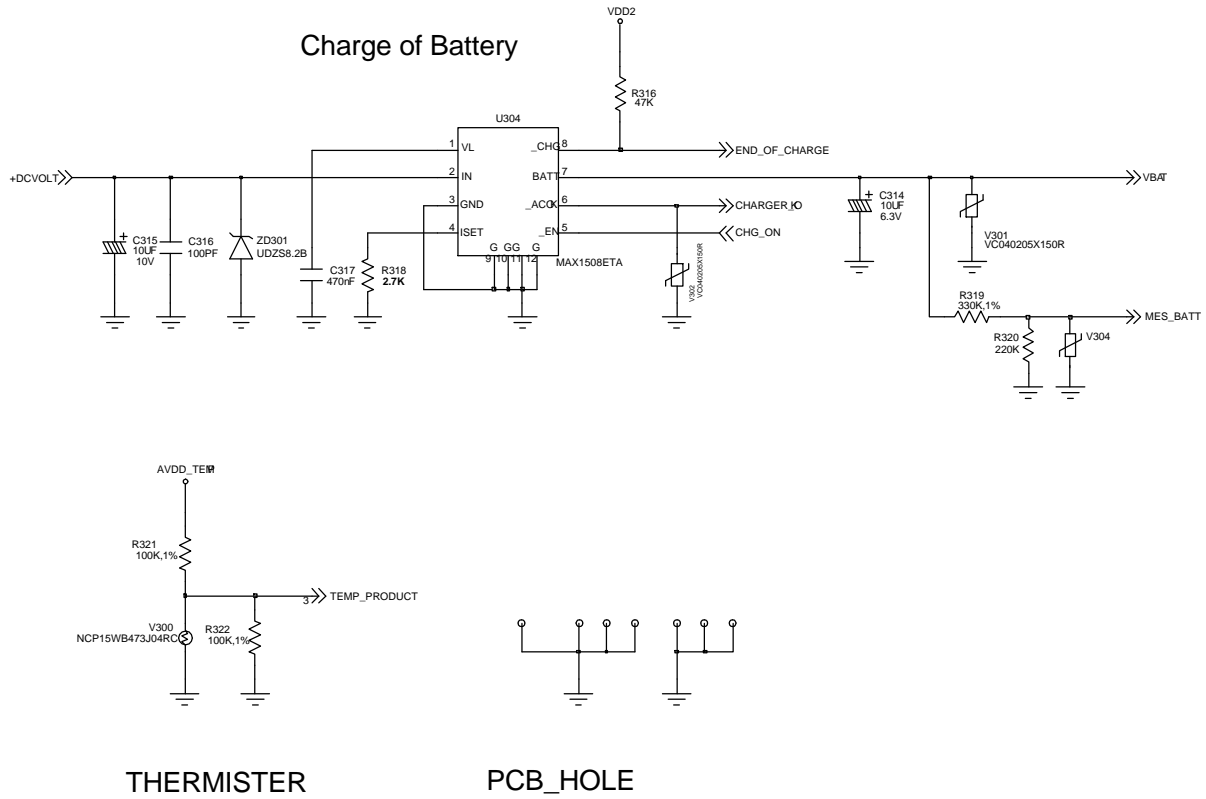 VDD2
Charge of Battery
R316
47K
U304
1
VL
_CHG
8
END_OF_CHARGE
+DCVOLT
2
IN
BATT
7
VBAT
3
GND
_ACOK
6
4
ISET
_EN
5
CHG_ON
C314
10UF
6.3V
C315
10UF
10V
C316
100PF
ZD301
UDZS8.2B
G
GG
G
9
10
11
12
MAX1508ETA
V301
VC040205X150R
C317
470nF
R318
2.7K
V302
VC040205X150R
R319
330K,1%
MES_BATT
R320
220K
V304
AVDD_TEMP
R321
100K,1%
3
TEMP_PRODUCT
V300
NCP15WB473J04RC
R322
100K,1%
THERMISTER
PCB_HOLE